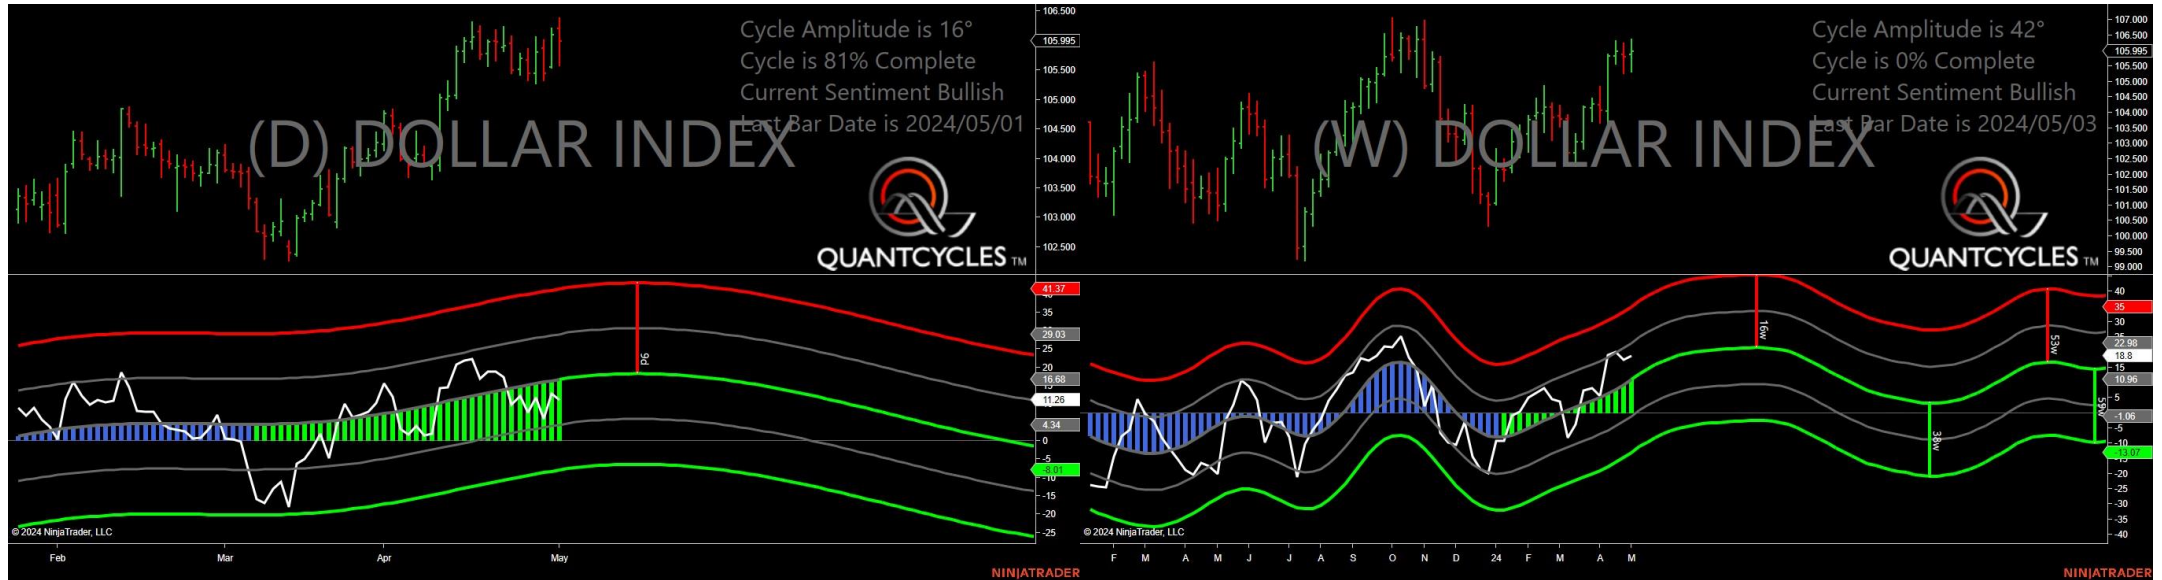 Cycle Amplitude is 16°
Cycle is 81% Complete
Current Sentiment Bullish
Last Bar Date is 2024/05/01
(D) DOLLAR INDEX
QUANTCYCLES TM
106.500
105.995
105.500
105.000
104.500
104.000
103.500
103.000
102.500
41.37
35
29.03
25
20
16.68
11.26
4.34
0
-5
-8.01
-10
-15
-20
-25
9d
© 2024 NinjaTrader, LLC
Feb Mar Apr May
NINJATRADER
Cycle Amplitude is 42°
Cycle is 0% Complete
Current Sentiment Bullish
Last Bar Date is 2024/05/03
(W) DOLLAR INDEX
QUANTCYCLES TM
107.000
106.500
105.995
105.500
105.000
104.500
104.000
103.500
103.000
102.500
102.000
101.500
101.000
100.500
100.000
99.500
99.000
40
35
30
22.98
18.8
15
10.96
5
-1.06
-5
-10
-13.07
-20
-25
-30
-35
-40
16w
38w
53w
59w
© 2024 NinjaTrader, LLC
F M A M J J A S O N D 24 F M A M
NINJATRADER